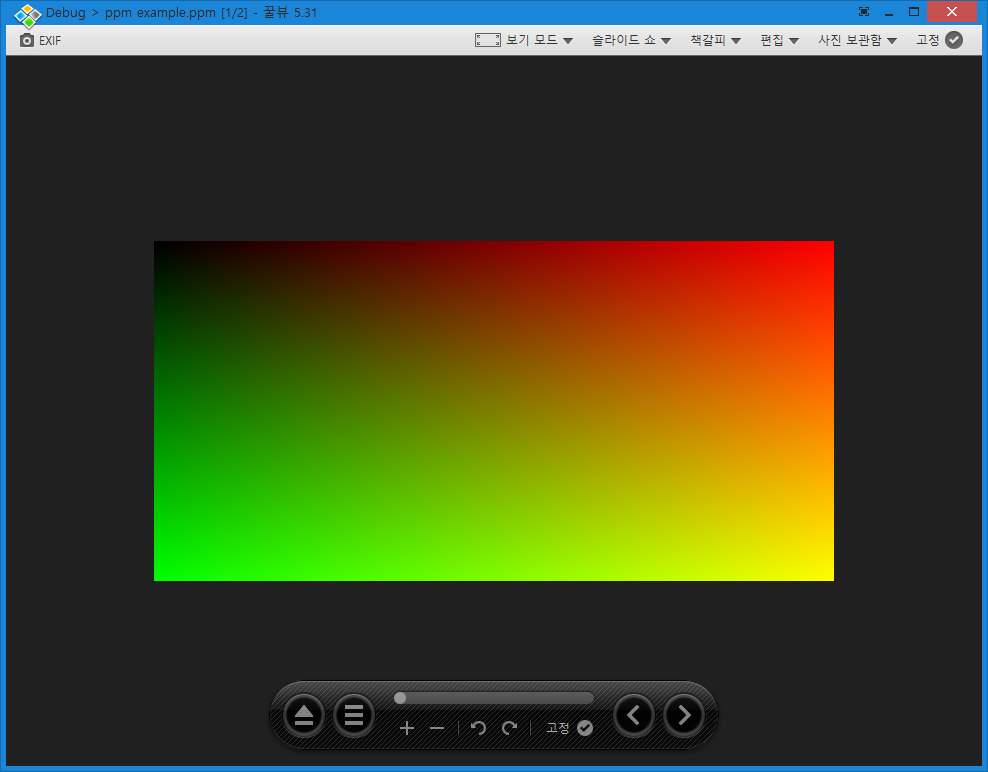 Debug > ppm example.ppm [1/2] - 꿀뷰 5.31
EXIF 보기 모드 슬라이드 쇼 책갈피 편집 사진 보관함 고정
고정